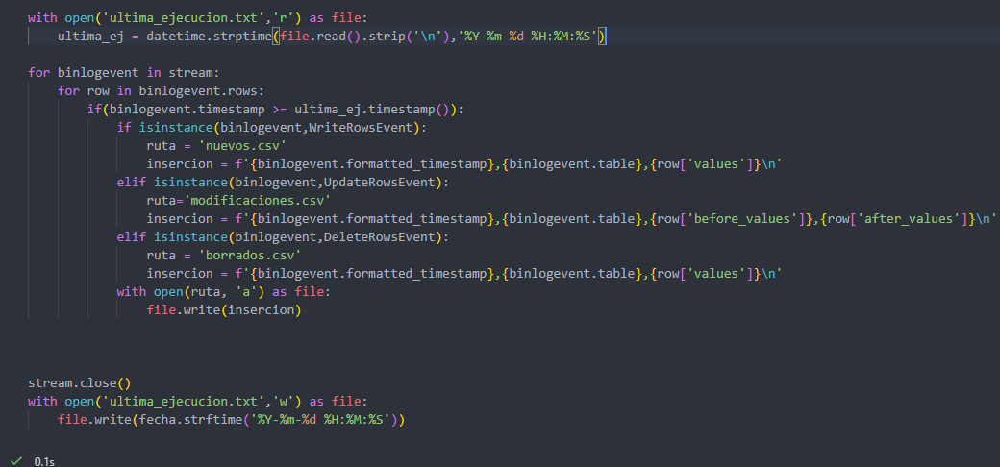 with open('ultima_ejecucion.txt','r') as file:
    ultima_ej = datetime.strptime(file.read().strip('\n'),'%Y-%m-%d %H:%M:%S')
for binlogevent in stream:
    for row in binlogevent.rows:
        if(binlogevent.timestamp >= ultima_ej.timestamp()):
            if isinstance(binlogevent,WriteRowsEvent):
                ruta = 'nuevos.csv'
                insercion = f'{binlogevent.formatted_timestamp},{binlogevent.table},{row['values']}\n'
            elif isinstance(binlogevent,UpdateRowsEvent):
                ruta='modificaciones.csv'
                insercion = f'{binlogevent.formatted_timestamp},{binlogevent.table},{row['before_values']},{row['after_values']}\n'
            elif isinstance(binlogevent,DeleteRowsEvent):
                ruta = 'borrados.csv'
                insercion = f'{binlogevent.formatted_timestamp},{binlogevent.table},{row['values']}\n'
            with open(ruta, 'a') as file:
                file.write(insercion)
stream.close()
with open('ultima_ejecucion.txt','w') as file:
    file.write(fecha.strftime('%Y-%m-%d %H:%M:%S'))
0.1s